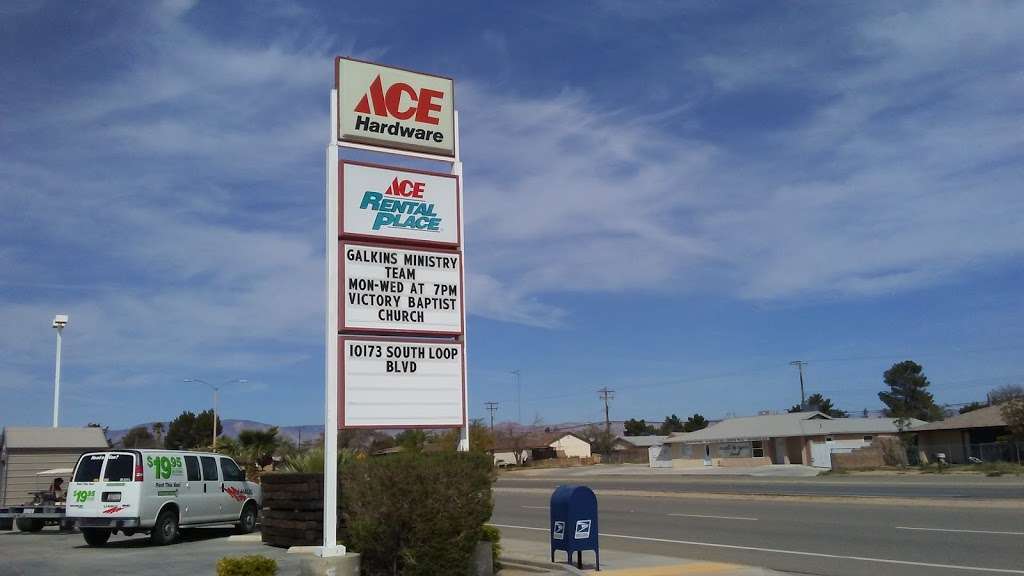 ACE
Hardware
ACE
RENTAL
PLACE
GALKINS MINISTRY
TEAM
MON-WED AT 7PM
VICTORY BAPTIST
CHURCH
10173 SOUTH LOOP
BLVD
$19.95
$19.95